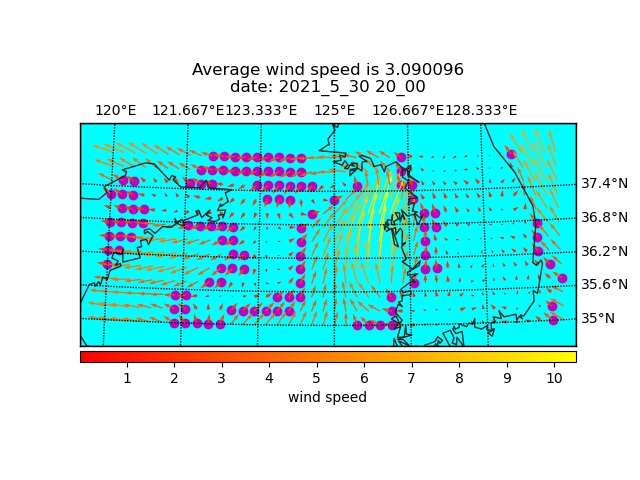 Average wind speed is 3.090096
date: 2021_5_30 20_00
120°E 121.667°E 123.333°E 125°E 126.667°E 128.333°E
37.4°N
36.8°N
36.2°N
35.6°N
35°N
1 2 3 4 5 6 7 8 9 10
wind speed